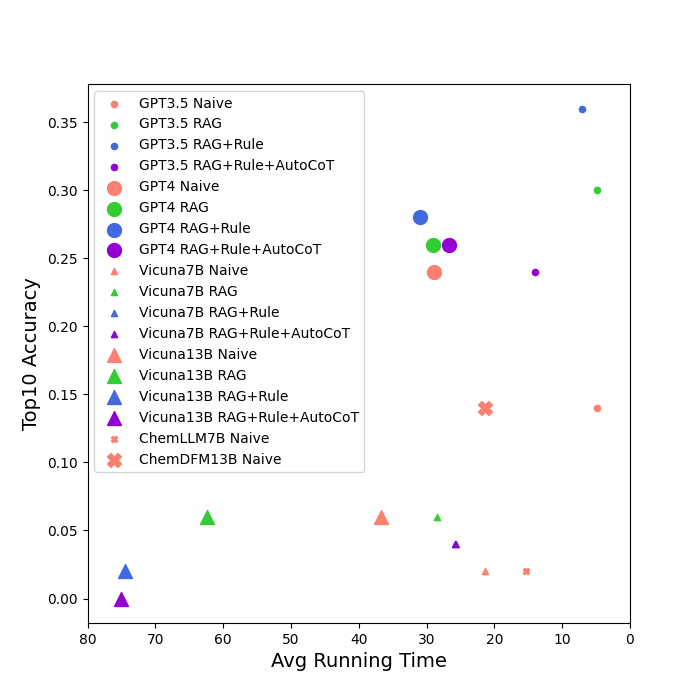 GPT3.5 Naive
GPT3.5 RAG
GPT3.5 RAG+Rule
GPT3.5 RAG+Rule+AutoCoT
GPT4 Naive
GPT4 RAG
GPT4 RAG+Rule
GPT4 RAG+Rule+AutoCoT
Vicuna7B Naive
Vicuna7B RAG
Vicuna7B RAG+Rule
Vicuna7B RAG+Rule+AutoCoT
Vicuna13B Naive
Vicuna13B RAG
Vicuna13B RAG+Rule
Vicuna13B RAG+Rule+AutoCoT
ChemLLM7B Naive
ChemDFM13B Naive
Top10 Accuracy
0.35
0.30
0.25
0.20
0.15
0.10
0.05
0.00
80 70 60 50 40 30 20 10 0
Avg Running Time